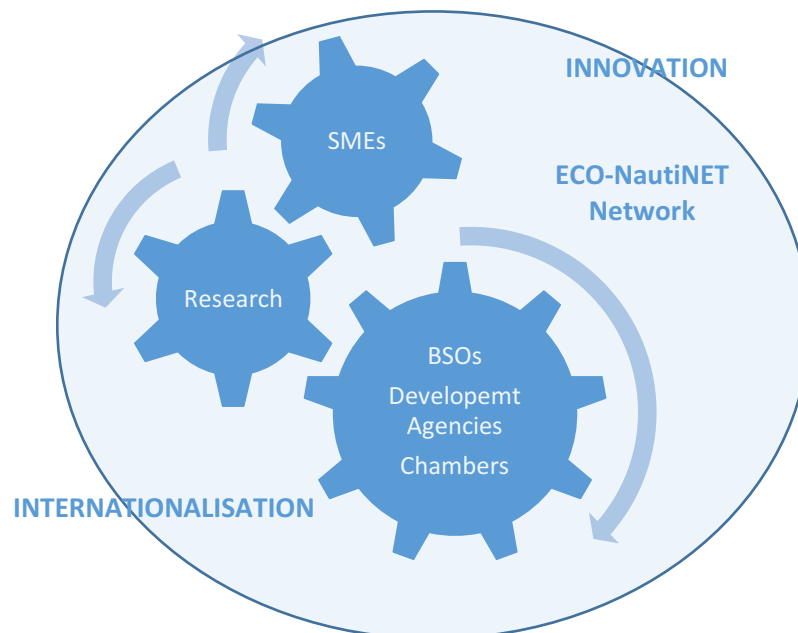 INNOVATION
SMEs
ECO-NautiNET
Network
Research
BSOs
Developemt
Agencies
Chambers
INTERNATIONALISATION